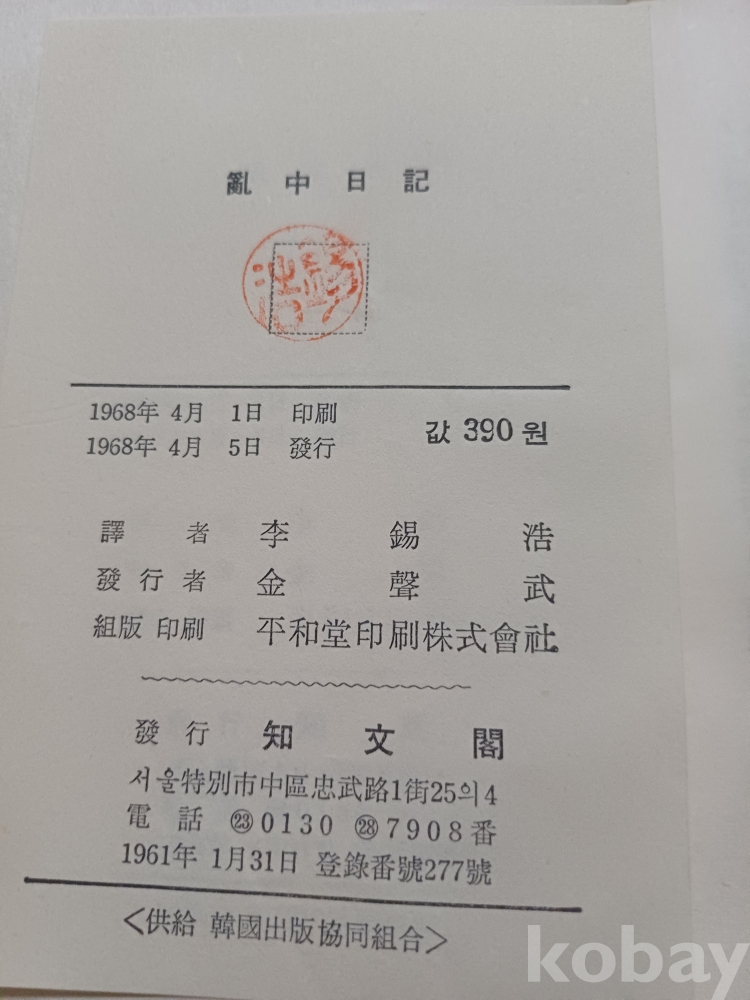 亂中日記
1968年 4月 1日 印刷
1968年 4月 5日 發行
값 390 원
譯者 李錫浩
發行者 金聲武
組版 印刷 平和堂印刷株式會社
發行 知文閣
서울特別市中區忠武路1街25의4
電話 ㉓0130 ㉘7908番
1961年 1月31日 登錄番號277號
<供給 韓國出版協同組合>
kobay